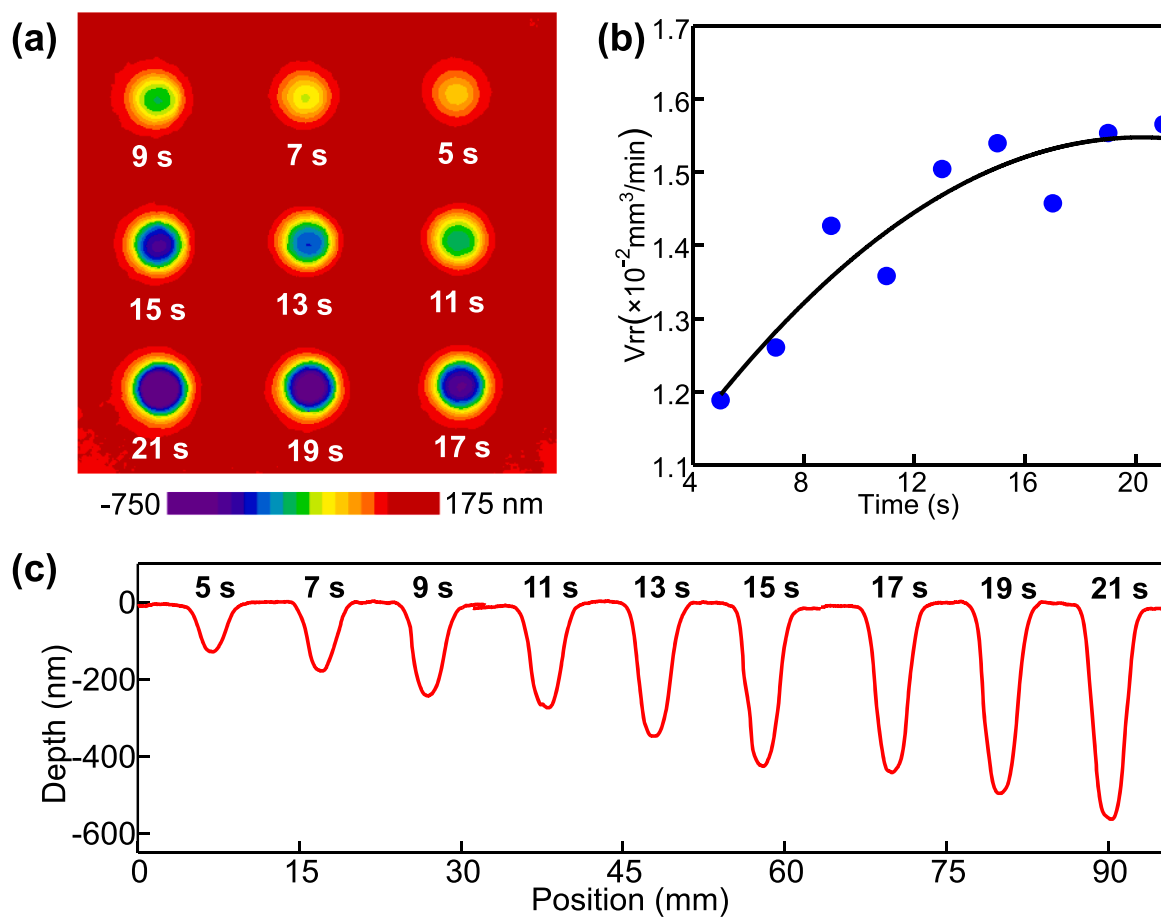 (a)
9 s 7 s 5 s
15 s 13 s 11 s
21 s 19 s 17 s
-750 175 nm
(b)
Vrr(×10⁻²mm³/min)
1.7
1.6
1.5
1.4
1.3
1.2
1.1
4 8 12 16 20
Time (s)
(c)
5 s 7 s 9 s 11 s 13 s 15 s 17 s 19 s 21 s
Depth (nm)
0
-200
-400
-600
0 15 30 45 60 75 90
Position (mm)